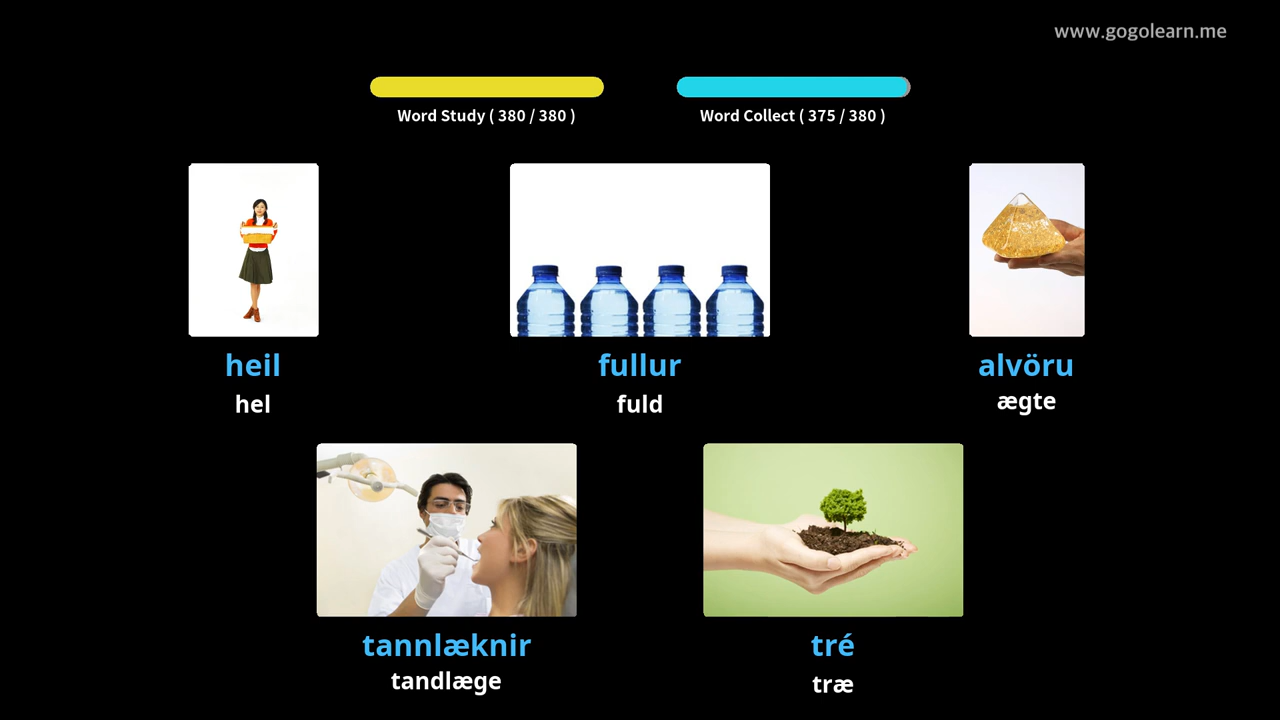 www.gogolearn.me
Word Study ( 380 / 380 )
Word Collect ( 375 / 380 )
heil
hel
fullur
fuld
alvöru
ægte
tannlæknir
tandlæge
tré
træ